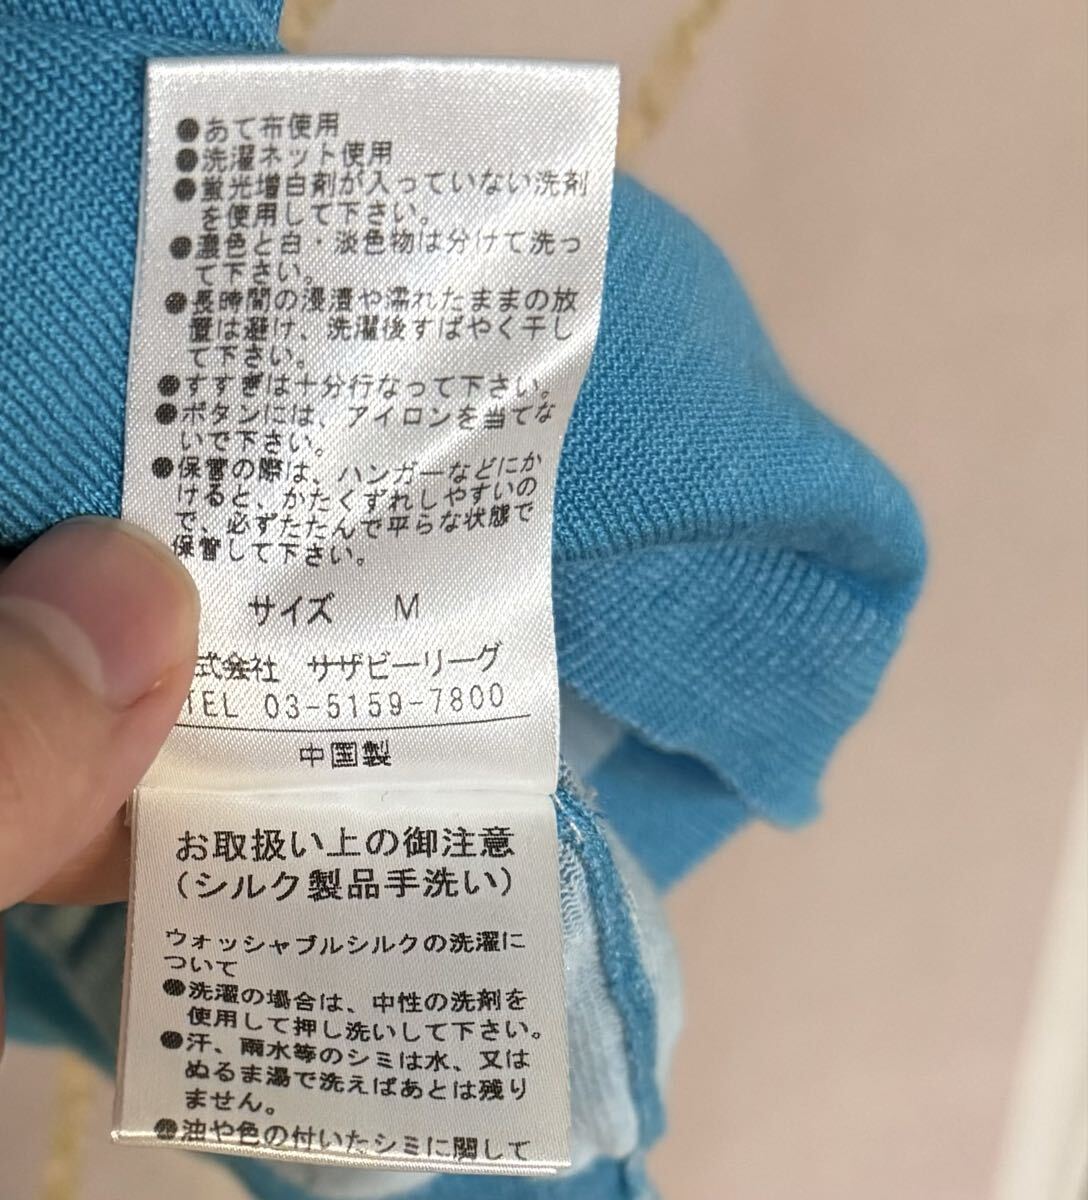 ●あて布使用
●洗濯ネット使用
●蛍光増白剤が入っていない洗剤
を使用して下さい。
●濃色と白・淡色物は分けて洗っ
て下さい。
●長時間の浸漬や濡れたままの放
置は避け、洗濯後すばやく干し
て下さい。
●すすぎは十分行なって下さい。
●ボタンには、アイロンを当てな
いで下さい。
●保管の際は、ハンガーなどにか
けると、かたくずれしやすいの
で、必ずたたんで平らな状態で
保管して下さい。
サイズ M
式会社 サザビーリーグ
TEL 03-5159-7800
中国製
お取扱い上の御注意
(シルク製品手洗い)
ウォッシャブルシルクの洗濯に
ついて
●洗濯の場合は、中性の洗剤を
使用して押し洗いして下さい。
●汗、雨水等のシミは水、又は
ぬるま湯で洗えばあとは残り
ません。
●油や色の付いたシミに関して